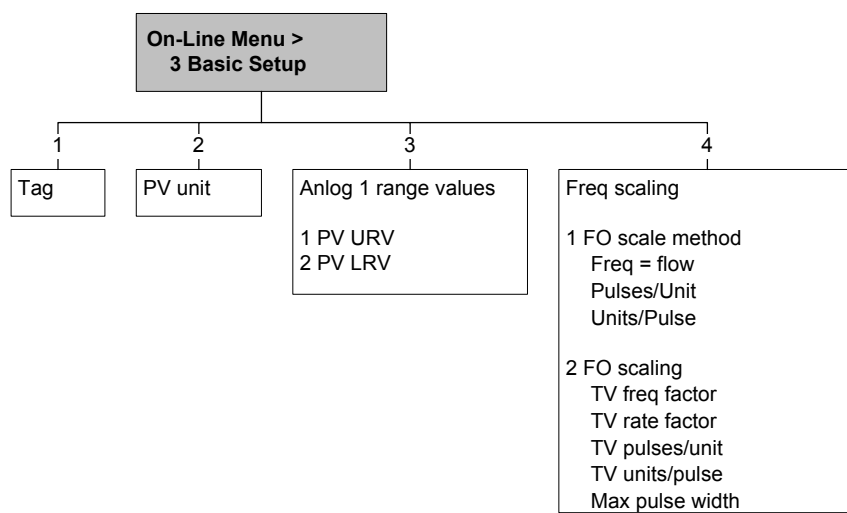 On-Line Menu >
3 Basic Setup
1
2
3
4
Tag
PV unit
Anlog 1 range values
1 PV URV
2 PV LRV
Freq scaling
1 FO scale method
Freq = flow
Pulses/Unit
Units/Pulse
2 FO scaling
TV freq factor
TV rate factor
TV pulses/unit
TV units/pulse
Max pulse width